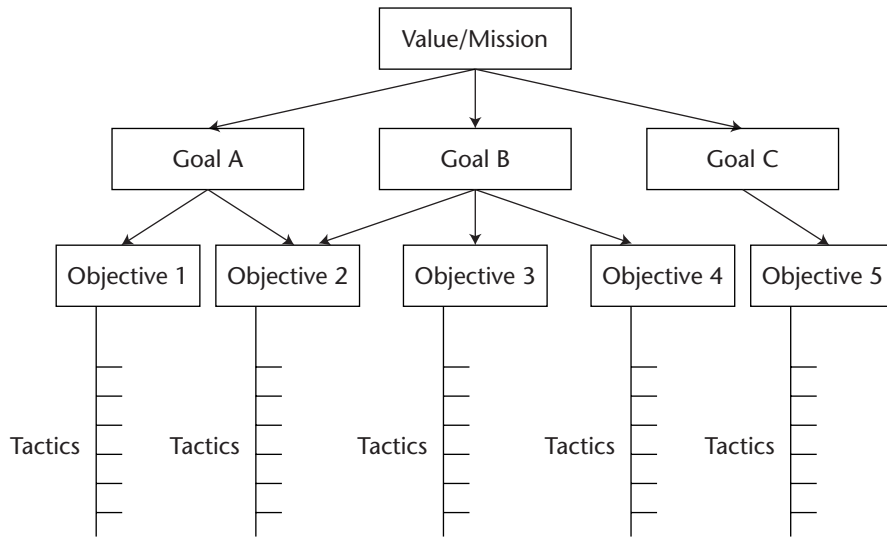 Value/Mission
Goal A
Goal B
Goal C
Objective 1
Objective 2
Objective 3
Objective 4
Objective 5
Tactics
Tactics
Tactics
Tactics
Tactics